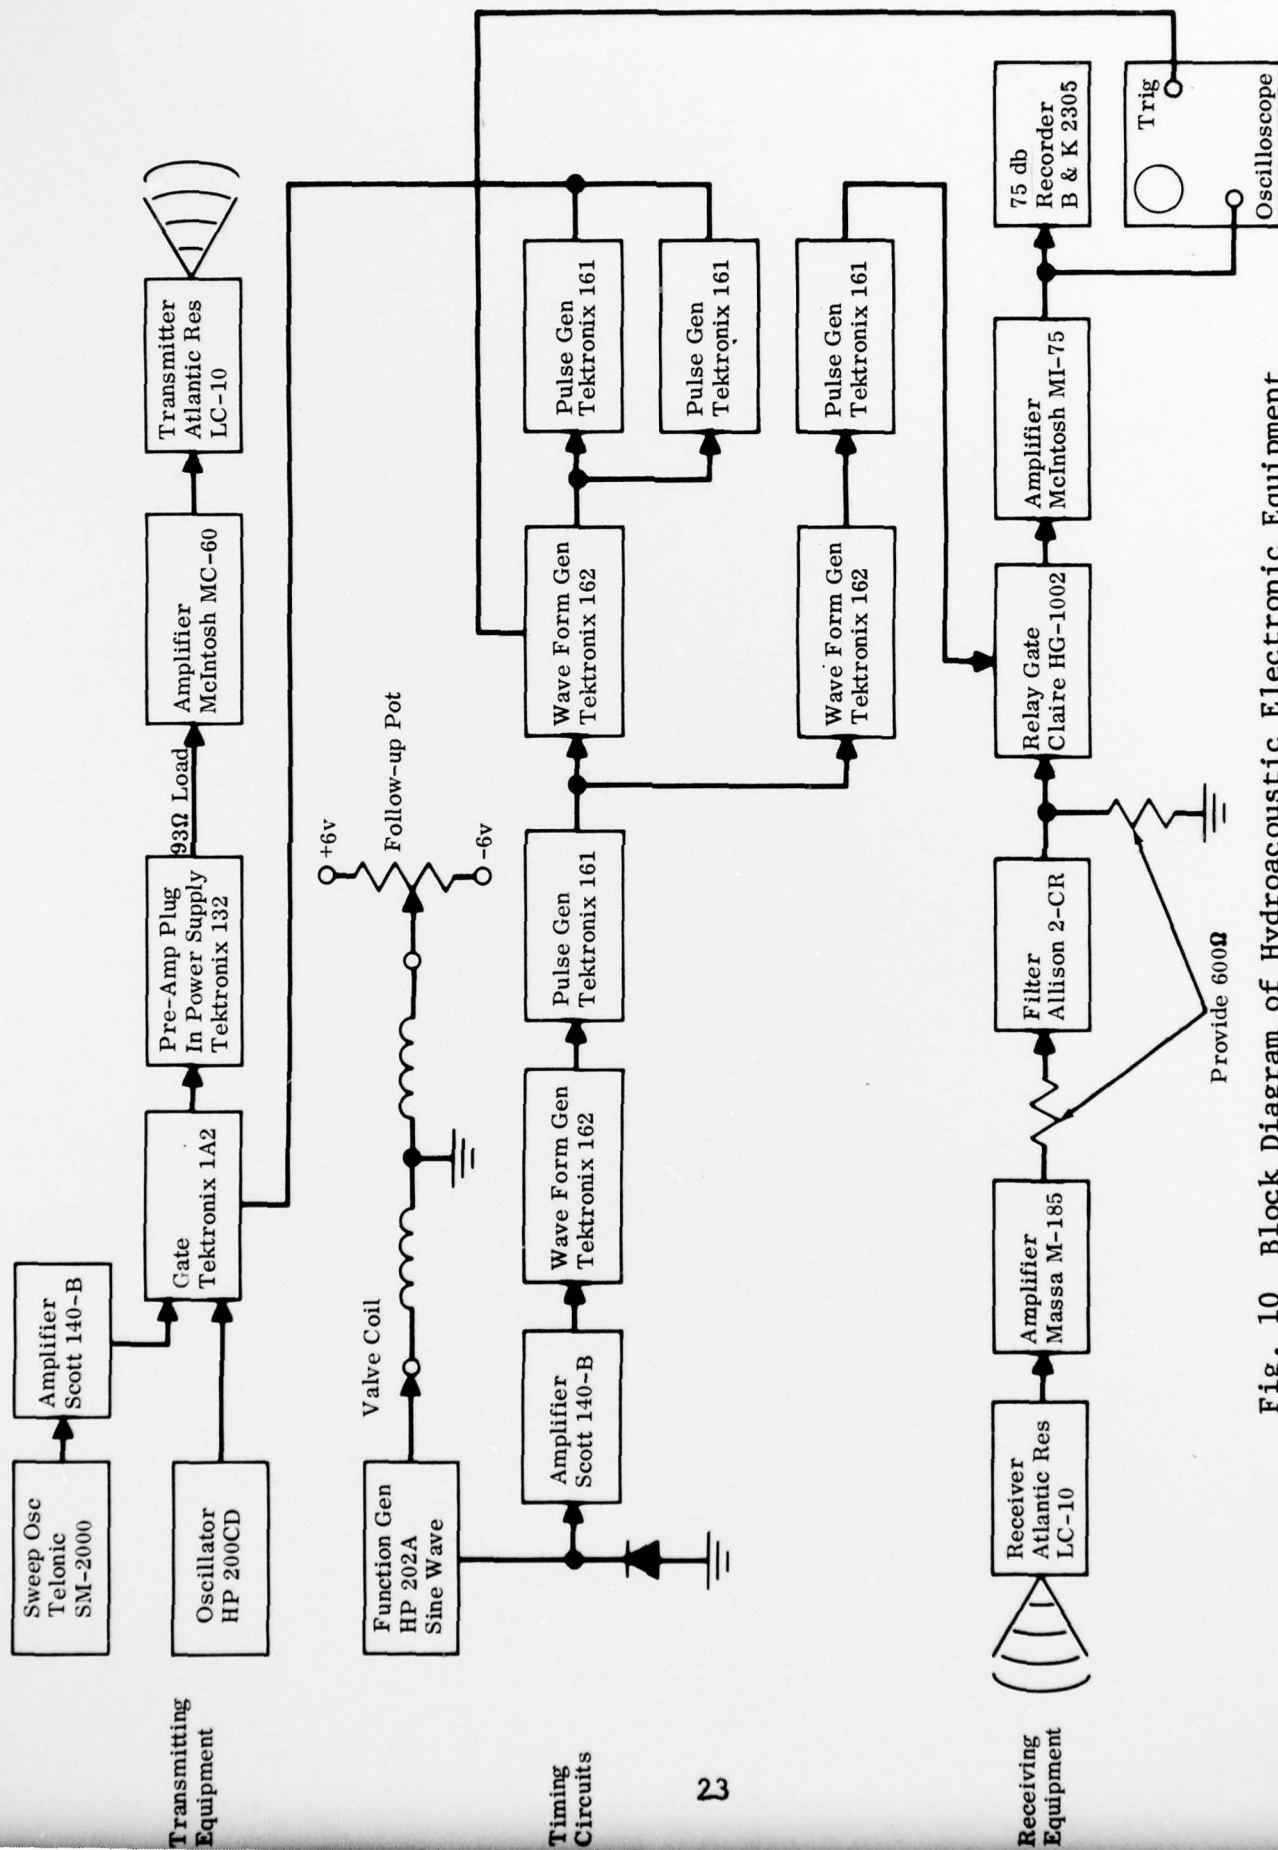 Transmitting
Equipment
Sweep Osc
Telonic
SM-2000
Amplifier
Scott 140-B
Oscillator
HP 200CD
Gate
Tektronix 1A2
Pre-Amp Plug
In Power Supply
Tektronix 132
93Ω Load
Amplifier
McIntosh MC-60
Transmitter
Atlantic Res
LC-10
Timing
Circuits
Function Gen
HP 202A
Sine Wave
Valve Coil
+6v
Follow-up Pot
-6v
Amplifier
Scott 140-B
Wave Form Gen
Tektronix 162
Pulse Gen
Tektronix 161
Wave Form Gen
Tektronix 162
Pulse Gen
Tektronix 161
Pulse Gen
Tektronix 161
Wave Form Gen
Tektronix 162
Pulse Gen
Tektronix 161
Receiving
Equipment
Receiver
Atlantic Res
LC-10
Amplifier
Massa M-185
Filter
Allison 2-CR
Provide 600Ω
Relay Gate
Claire HG-1002
Amplifier
McIntosh MI-75
75 db
Recorder
B & K 2305
Trig
Oscilloscope
Fig. 10 Block Diagram of Hydroacoustic Electronic Equipment
23